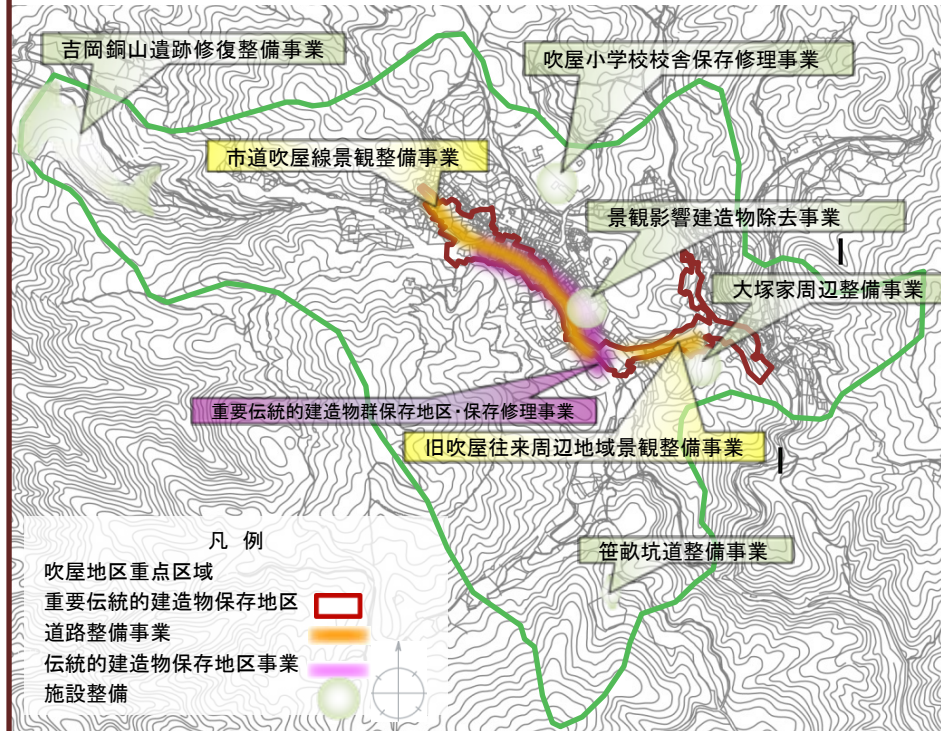 吉岡銅山遺跡修復整備事業
吹屋小学校校舎保存修理事業
市道吹屋線景観整備事業
景観影響建造物除去事業
大塚家周辺整備事業
重要伝統的建造物群保存地区・保存修理事業
旧吹屋往来周辺地域景観整備事業
笹畝坑道整備事業
凡 例
吹屋地区重点区域
重要伝統的建造物保存地区
道路整備事業
伝統的建造物保存地区事業
施設整備